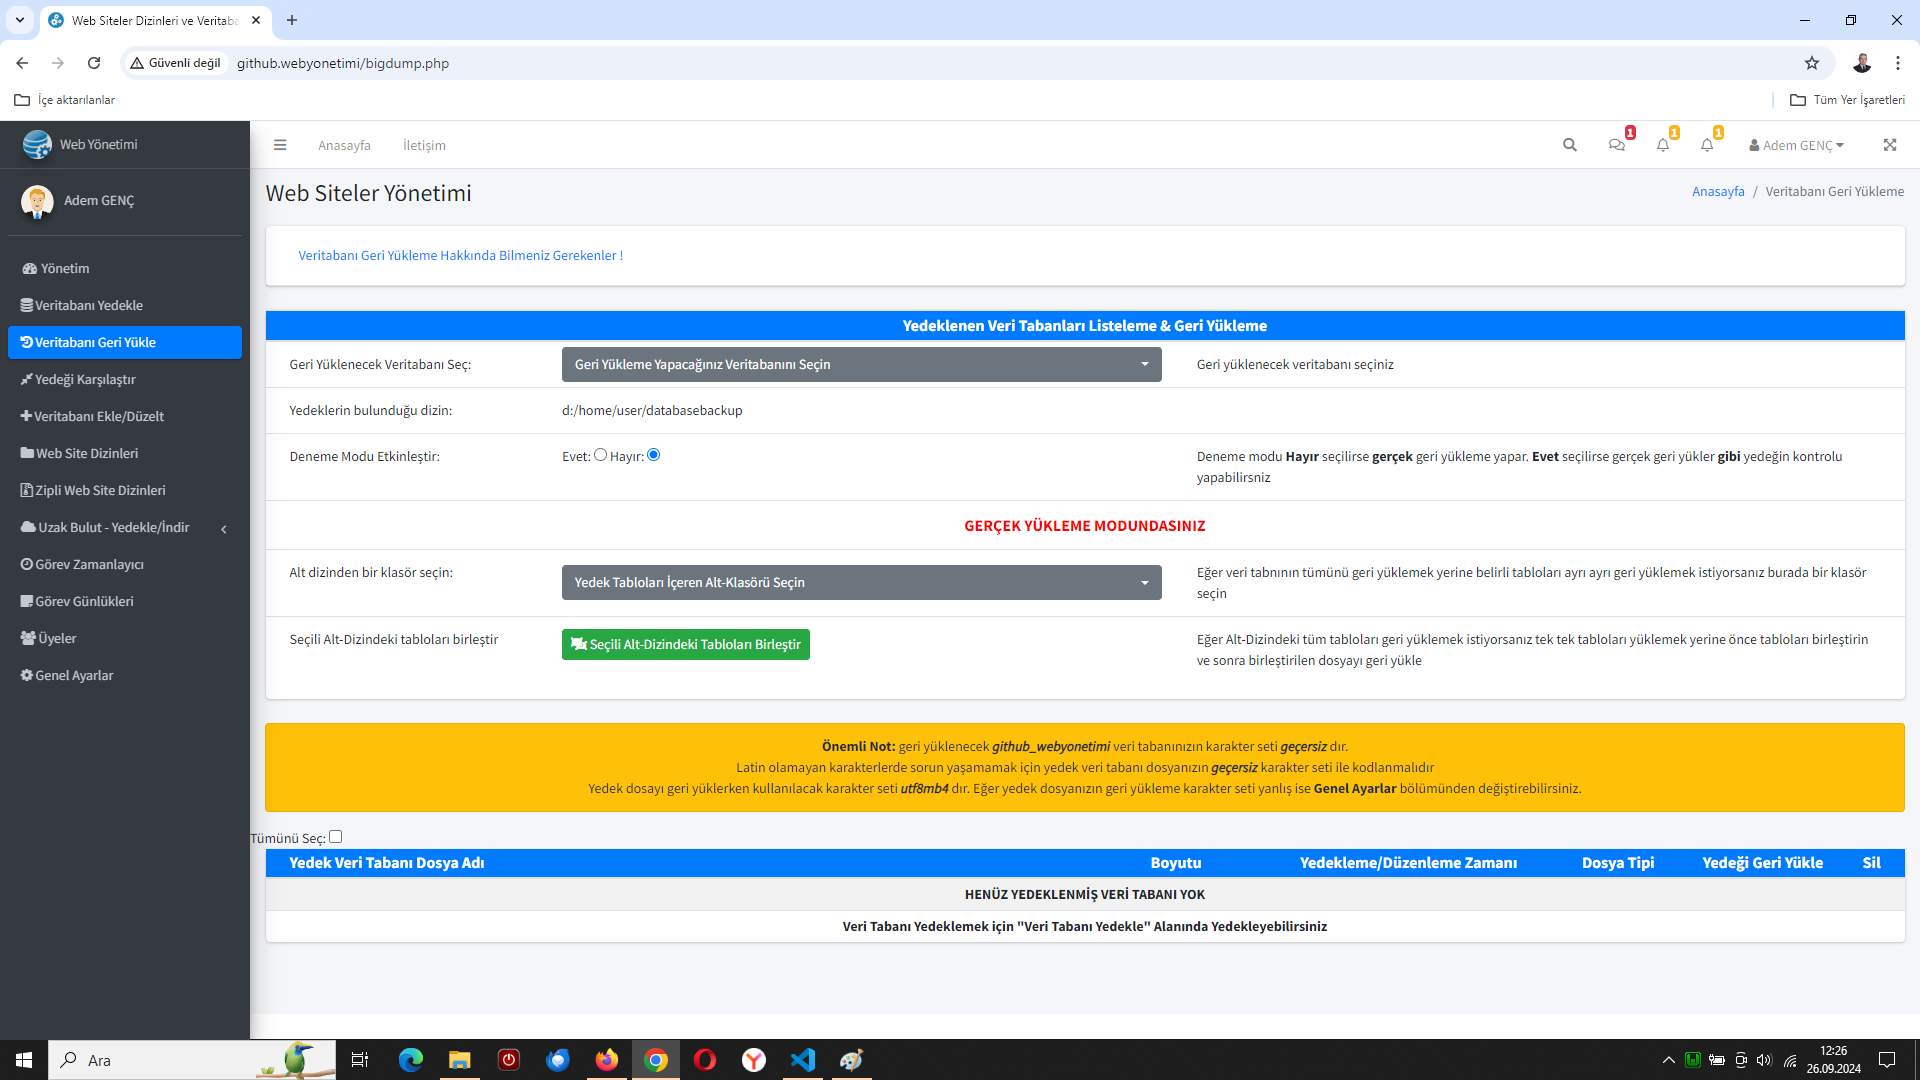 Web Siteler Dizinleri ve Veritaba
Güvenli değil
github.webyonetimi/bigdump.php
İçe aktarılanlar
Tüm Yer İşaretleri
Web Yönetimi
Anasayfa
İletişim
1
1
1
Adem GENÇ
Adem GENÇ
Yönetim
Veritabanı Yedekle
Veritabanı Geri Yükle
Yedeği Karşılaştır
Veritabanı Ekle/Düzelt
Web Site Dizinleri
Zipli Web Site Dizinleri
Uzak Bulut - Yedekle/İndir
Görev Zamanlayıcı
Görev Günlükleri
Üyeler
Genel Ayarlar
Web Siteler Yönetimi
Anasayfa / Veritabanı Geri Yükleme
Veritabanı Geri Yükleme Hakkında Bilmeniz Gerekenler !
Yedeklenen Veri Tabanları Listeleme & Geri Yükleme
Geri Yüklenecek Veritabanı Seç:
Geri Yükleme Yapacağınız Veritabanını Seçin
Geri yüklenecek veritabanı seçiniz
Yedeklerin bulunduğu dizin:
d:/home/user/databasebackup
Deneme Modu Etkinleştir:
Evet: Hayır:
Deneme modu Hayır seçilirse gerçek geri yükleme yapar. Evet seçilirse gerçek geri yükler gibi yedeğin kontrolu
yapabilirsniz
GERÇEK YÜKLEME MODUNDASINIZ
Alt dizinden bir klasör seçin:
Yedek Tabloları İçeren Alt-Klasörü Seçin
Eğer veri tabnının tümünü geri yüklemek yerine belirli tabloları ayrı ayrı geri yüklemek istiyorsanız burada bir klasör
seçin
Seçili Alt-Dizindeki tabloları birleştir
Seçili Alt-Dizindeki Tabloları Birleştir
Eğer Alt-Dizindeki tüm tabloları geri yüklemek istiyorsanız tek tek tabloları yüklemek yerine önce tabloları birleştirin
ve sonra birleştirilen dosyayı geri yükle
Önemli Not: geri yüklenecek github_webyonetimi veri tabanınızın karakter seti geçersiz dır.
Latin olamayan karakterlerde sorun yaşamamak için yedek veri tabanı dosyanızın geçersiz karakter seti ile kodlanmalıdır
Yedek dosayı geri yüklerken kullanılacak karakter seti utf8mb4 dır. Eğer yedek dosyanızın geri yükleme karakter seti yanlış ise Genel Ayarlar bölümünden değiştirebilirsiniz.
Tümünü Seç:
Yedek Veri Tabanı Dosya Adı
Boyutu
Yedekleme/Düzenleme Zamanı
Dosya Tipi
Yedeği Geri Yükle
Sil
HENÜZ YEDEKLENMİŞ VERİ TABANI YOK
Veri Tabanı Yedeklemek için "Veri Tabanı Yedekle" Alanında Yedekleyebilirsiniz
Ara
12:26
26.09.2024